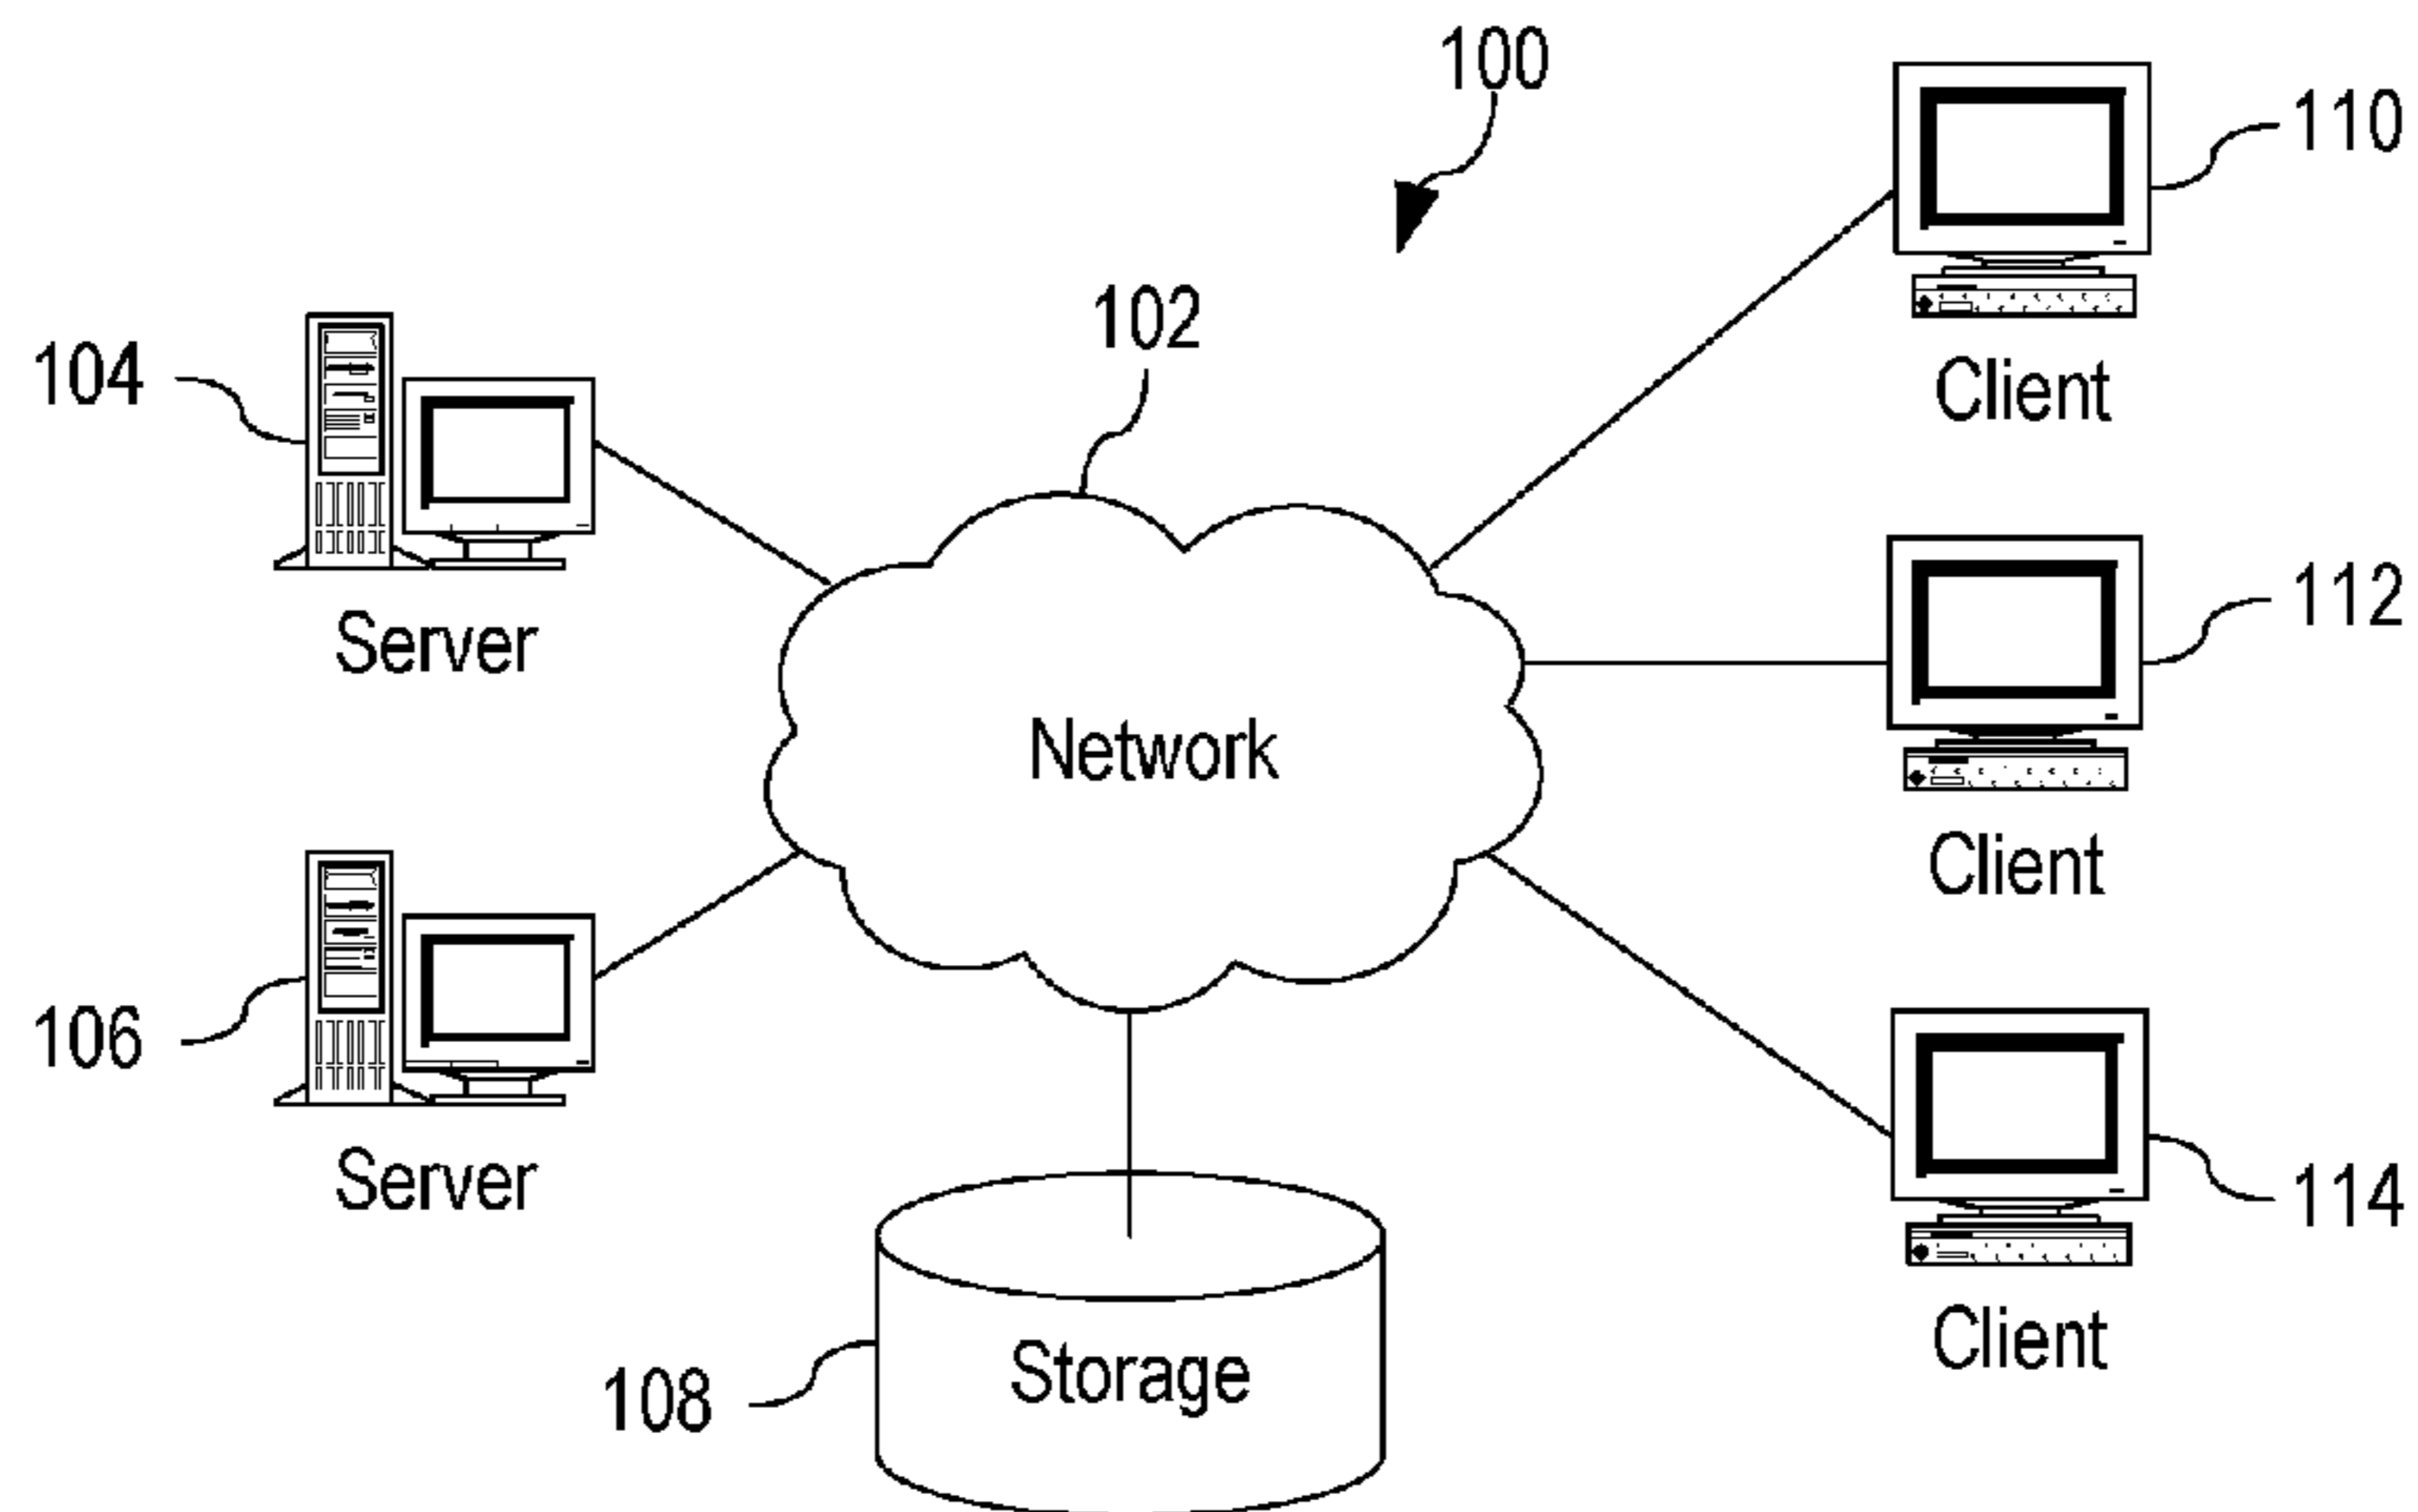 100
110
102
104
Client
112
Server
Network
Client
106
114
Server
Client
Storage
108